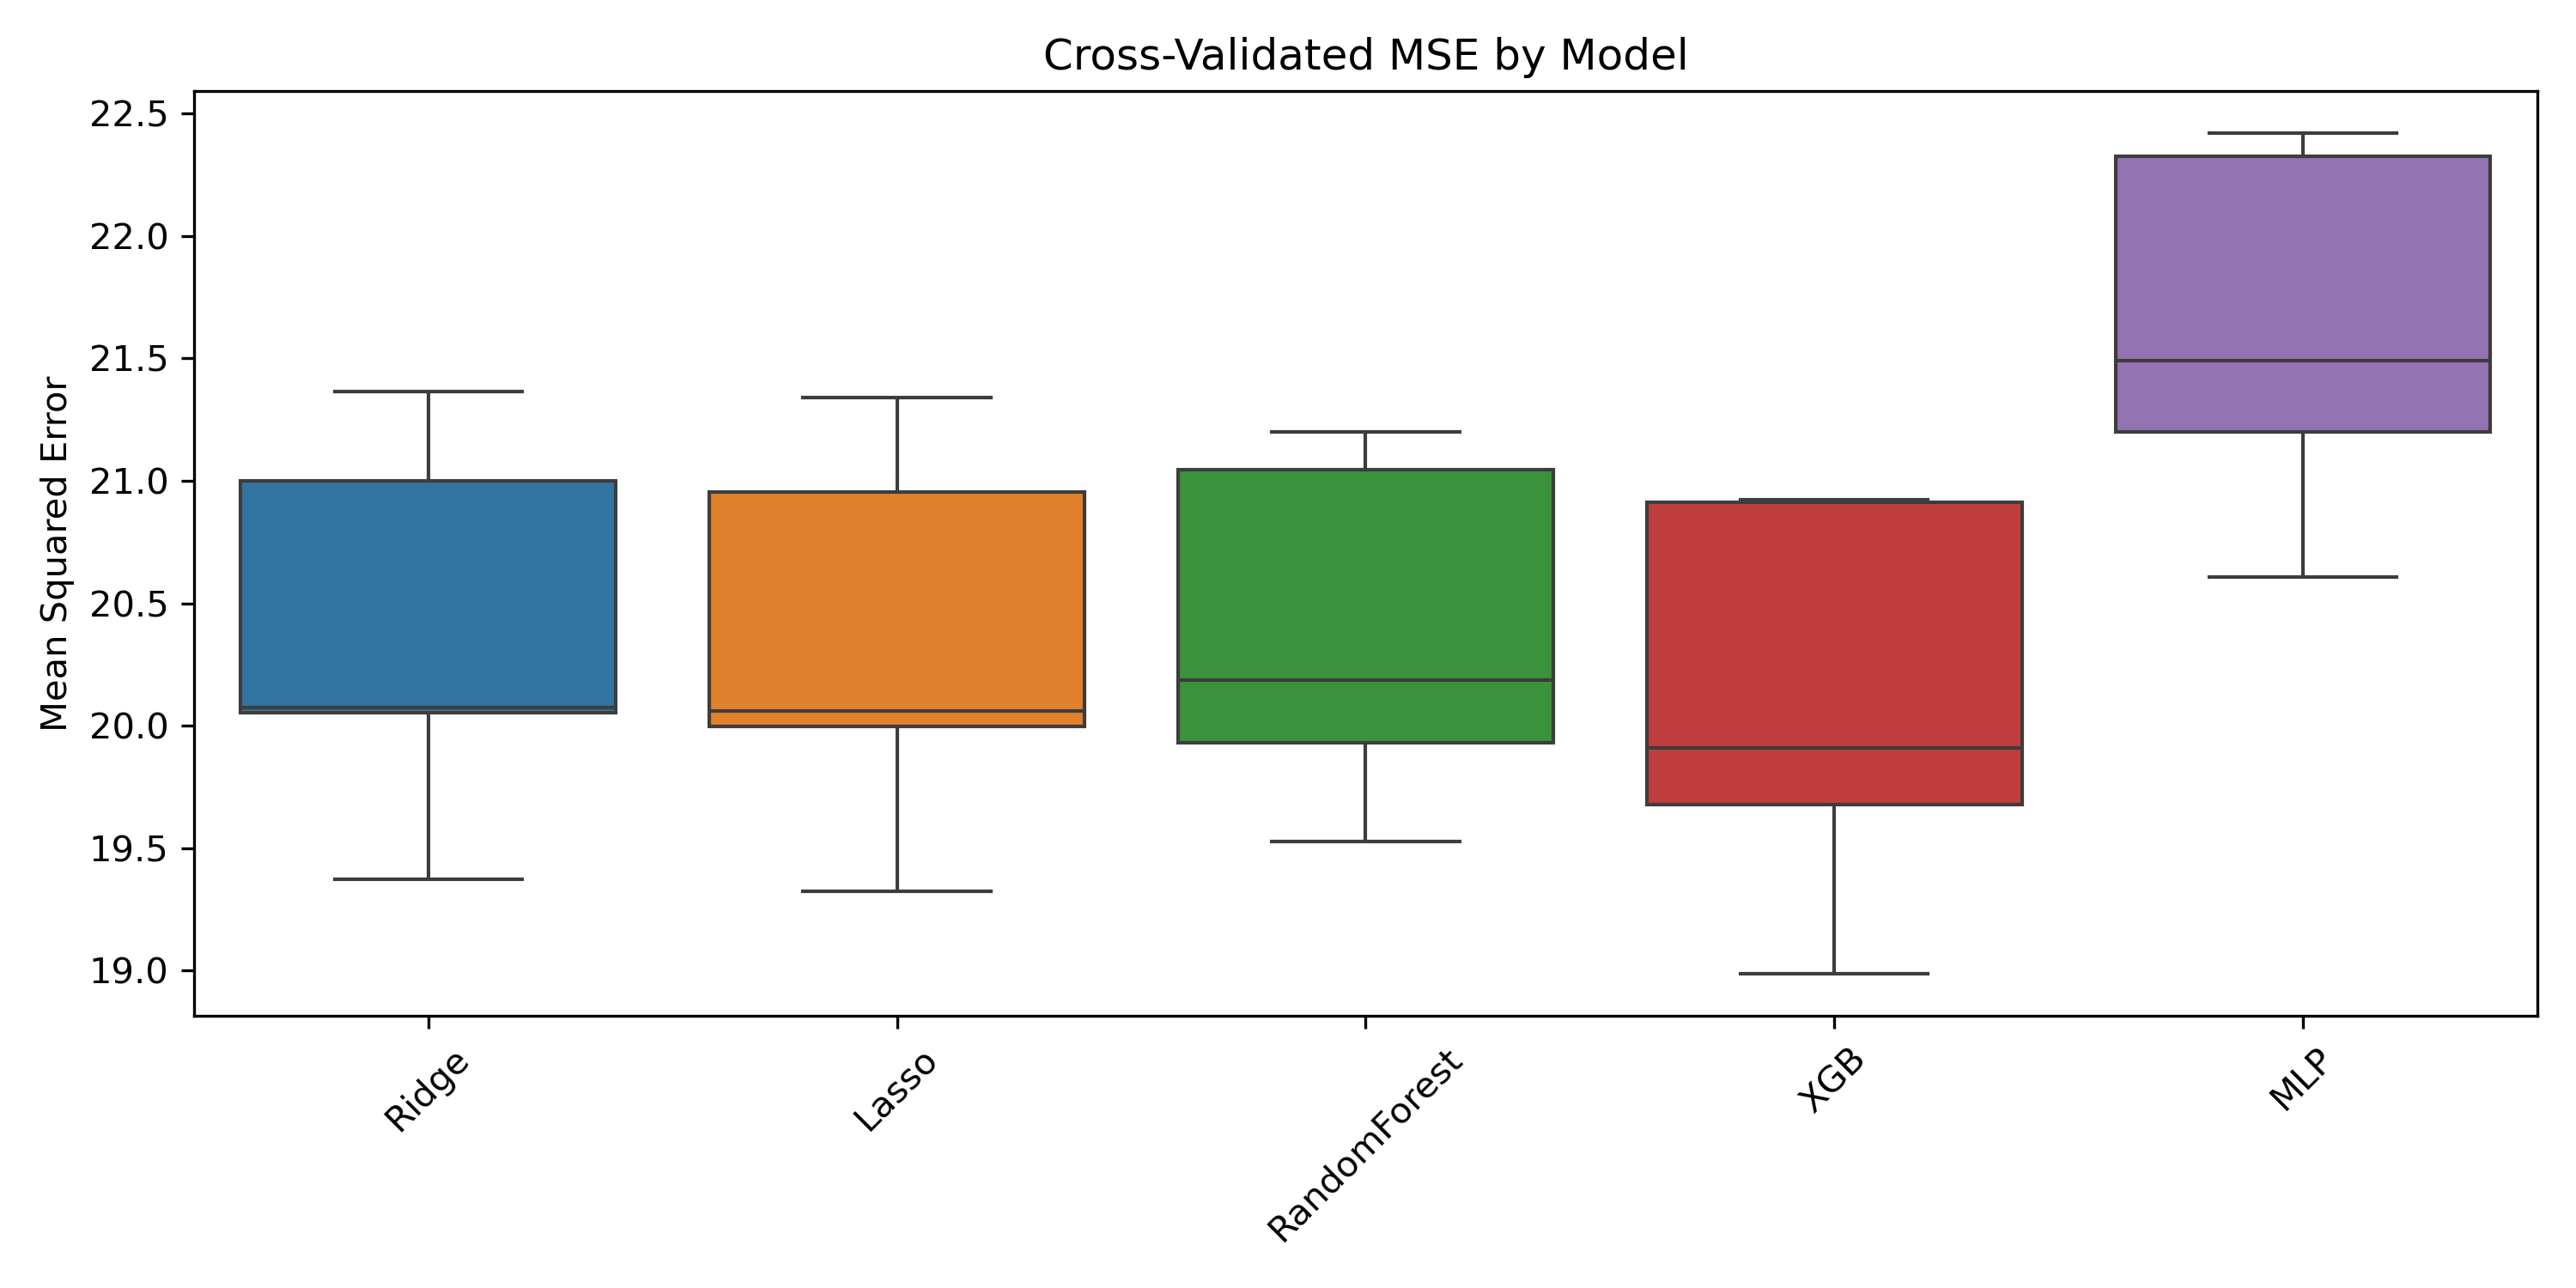 Cross-Validated MSE by Model
Mean Squared Error
22.5
22.0
21.5
21.0
20.5
20.0
19.5
19.0
Ridge
Lasso
RandomForest
XGB
MLP